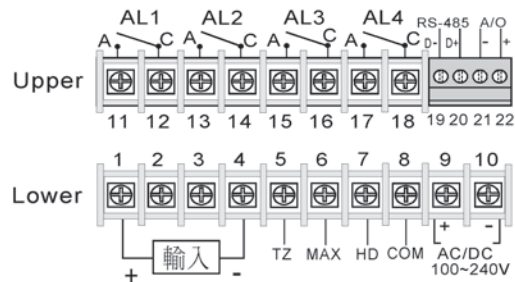 AL1 AL2 AL3 AL4 RS-485 A/O
A C A C A C A C D- D+ - +
Upper
11 12 13 14 15 16 17 18 19 20 21 22
1 2 3 4 5 6 7 8 9 10
Lower
+ 輸入 - TZ MAX HD COM + -
AC/DC
100~240V